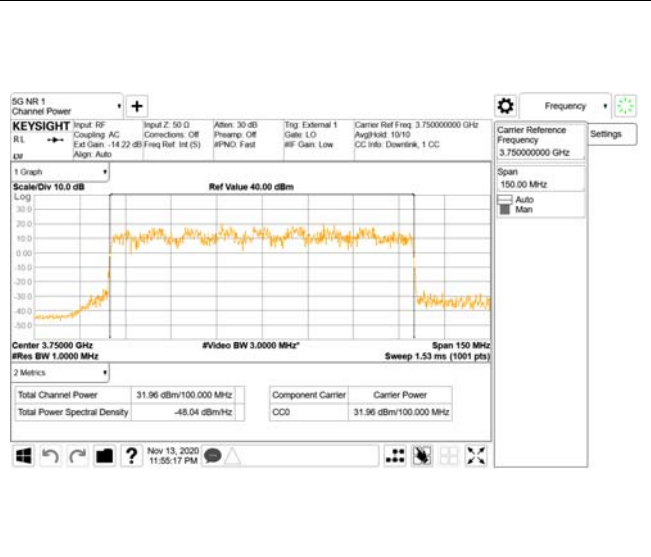 5G NR 1
Channel Power
Frequency
KEYSIGHT
RL
Input: RF
Coupling: AC
Ext Gain: -14.22 dB
Align: Auto
Input Z: 50 Ω
Corrections: Off
Freq Ref: Int (S)
Atten: 30 dB
Preamp: Off
#PNO: Fast
Trig: External 1
Gate: LO
#IF Gain: Low
Carrier Ref Freq: 3.750000000 GHz
Avg|Hold: 10/10
CC Info: Downlink, 1 CC
Carrier Reference
Frequency
3.750000000 GHz
Settings
Span
150.00 MHz
Auto
Man
1 Graph
Scale/Div 10.0 dB
Ref Value 40.00 dBm
Log
30.0
20.0
10.0
0.00
-10.0
-20.0
-30.0
-40.0
-50.0
Center 3.75000 GHz
#Video BW 3.0000 MHz*
Span 150 MHz
#Res BW 1.0000 MHz
Sweep 1.53 ms (1001 pts)
2 Metrics
Total Channel Power
31.96 dBm/100.000 MHz
Component Carrier
Carrier Power
Total Power Spectral Density
-48.04 dBm/Hz
CC0
31.96 dBm/100.000 MHz
?
Nov 13, 2020
11:55:17 PM